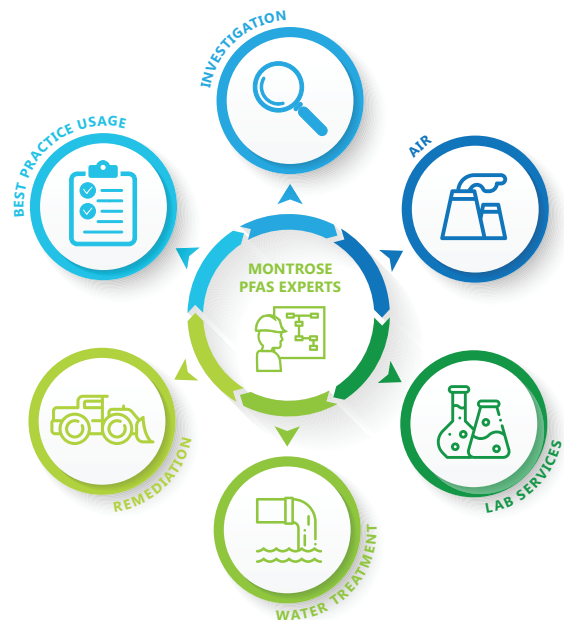 INVESTIGATION
AIR
BEST PRACTICE USAGE
MONTROSE
PFAS EXPERTS
REMEDIATION
LAB SERVICES
WATER TREATMENT